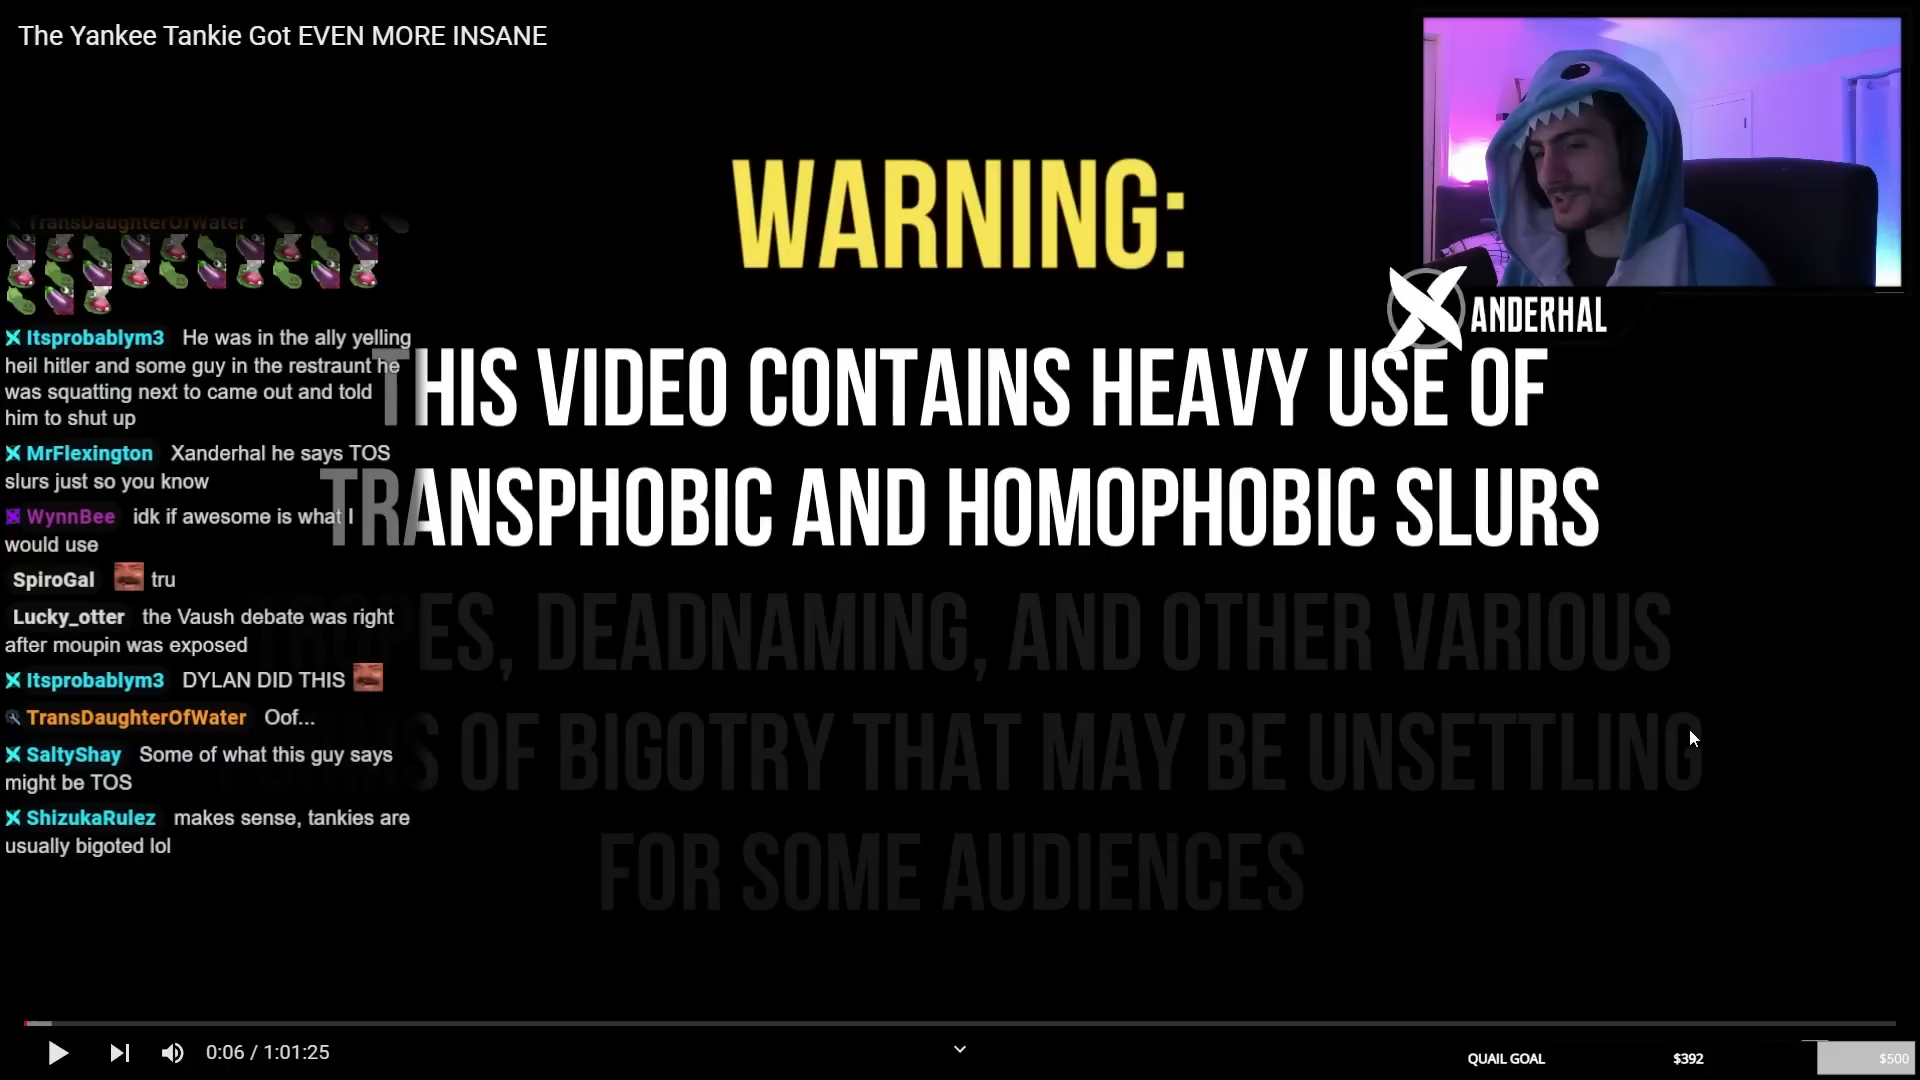 The Yankee Tankie Got EVEN MORE INSANE
WARNING:
THIS VIDEO CONTAINS HEAVY USE OF
TRANSPHOBIC AND HOMOPHOBIC SLURS
TROPES, DEADNAMING, AND OTHER VARIOUS
FORMS OF BIGOTRY THAT MAY BE UNSETTLING
FOR SOME AUDIENCES
XANDERHAL
TransDaughterOfWater
Itsprobablym3 He was in the ally yelling
heil hitler and some guy in the restraunt he
was squatting next to came out and told
him to shut up
MrFlexington Xanderhal he says TOS
slurs just so you know
WynnBee idk if awesome is what I
would use
SpiroGal tru
Lucky_otter the Vaush debate was right
after moupin was exposed
Itsprobablym3 DYLAN DID THIS
TransDaughterOfWater Oof...
SaltyShay Some of what this guy says
might be TOS
ShizukaRulez makes sense, tankies are
usually bigoted lol
0:06 / 1:01:25
QUAIL GOAL $392 $500